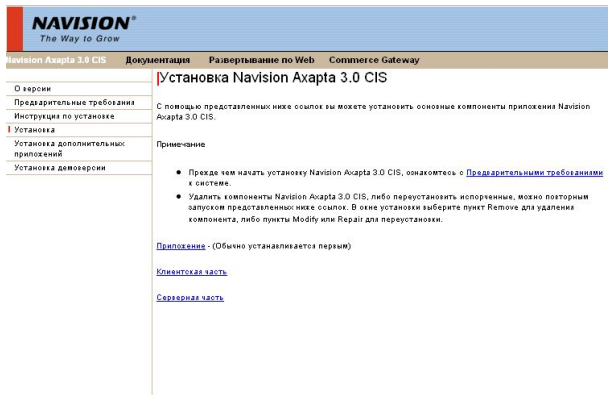 NAVISION®
The Way to Grow
Navision Axapta 3.0 CIS Документация Развертывание по Web Commerce Gateway
О версии
Предварительные требования
Инструкция по установке
Установка
Установка дополнительных
приложений
Установка демоверсии
Установка Navision Axapta 3.0 CIS
С помощью представленных ниже ссылок вы можете установить основные компоненты приложения Navision
Axapta 3.0 CIS.
Примечание
• Прежде чем начать установку Navision Axapta 3.0 CIS, ознакомтесь с Предварительными требованиями
к системе.
• Удалить компоненты Navision Axapta 3.0 CIS, либо переустановить испорченные, можно повторным
запуском представленных ниже ссылок. В окне установки выберите пункт Remove для удаления
компонента, либо пункты Modify или Repair для переустановки.
Приложение - (Обычно устанавливается первым)
Клиентская часть
Серверная часть